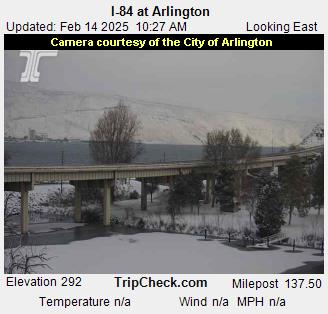 I-84 at Arlington
Updated: Feb 14 2025 10:27 AM Looking East
Camera courtesy of the City of Arlington
Elevation 292 TripCheck.com Milepost 137.50
Temperature n/a Wind n/a MPH n/a